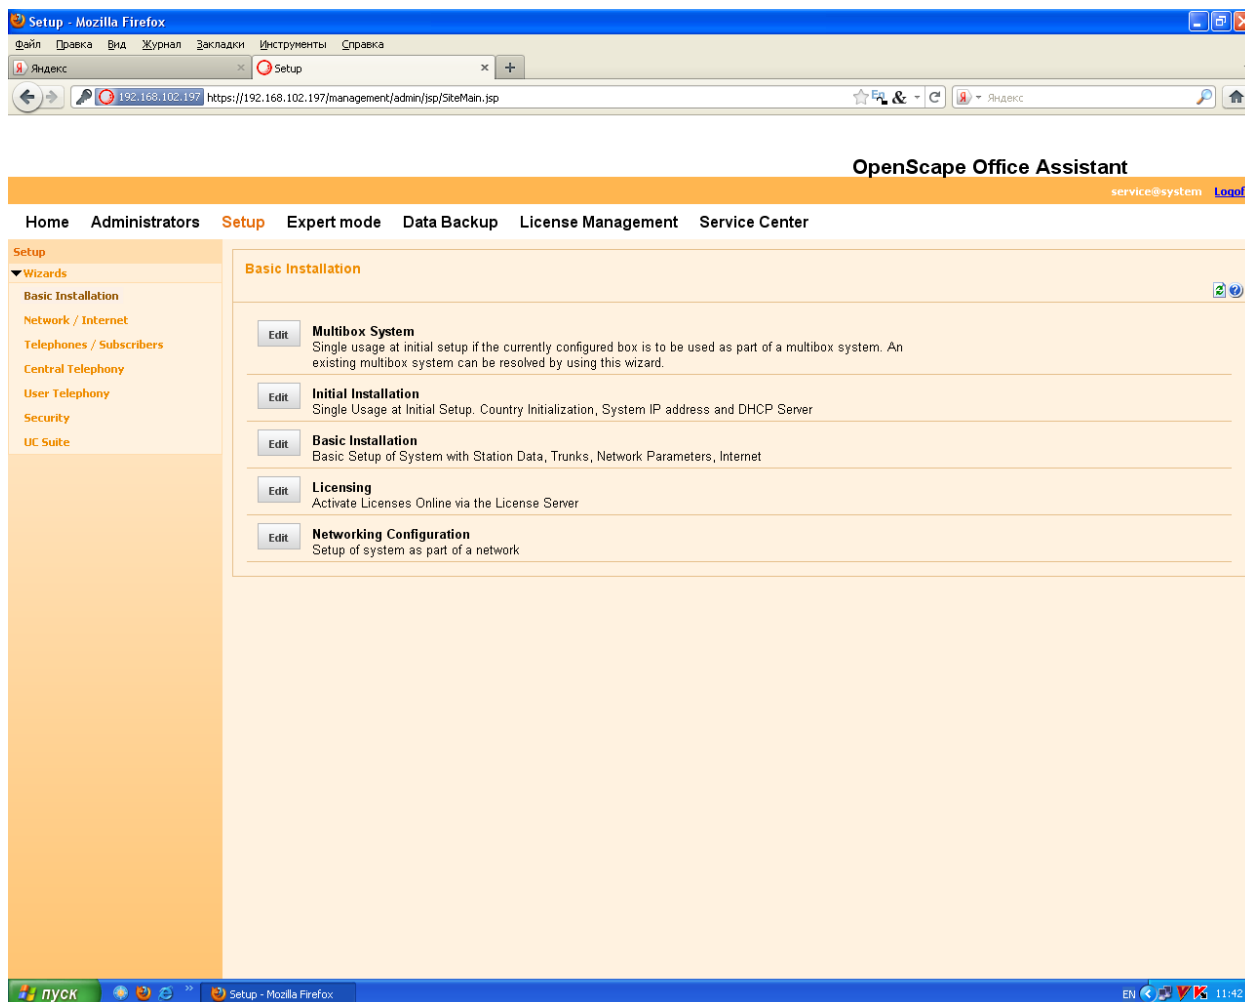 Setup - Mozilla Firefox
Файл Правка Вид Журнал Закладки Инструменты Справка
Яндекс
Setup
192.168.102.197 https://192.168.102.197/management/admin/jsp/SiteMain.jsp
Яндекс
OpenScape Office Assistant
service@system Logof
Home Administrators Setup Expert mode Data Backup License Management Service Center
Setup
Wizards
Basic Installation
Network / Internet
Telephones / Subscribers
Central Telephony
User Telephony
Security
UC Suite
Basic Installation
Edit Multibox System
Single usage at initial setup if the currently configured box is to be used as part of a multibox system. An
existing multibox system can be resolved by using this wizard.
Edit Initial Installation
Single Usage at Initial Setup. Country Initialization, System IP address and DHCP Server
Edit Basic Installation
Basic Setup of System with Station Data, Trunks, Network Parameters, Internet
Edit Licensing
Activate Licenses Online via the License Server
Edit Networking Configuration
Setup of system as part of a network
пуск
Setup - Mozilla Firefox
EN 11:42